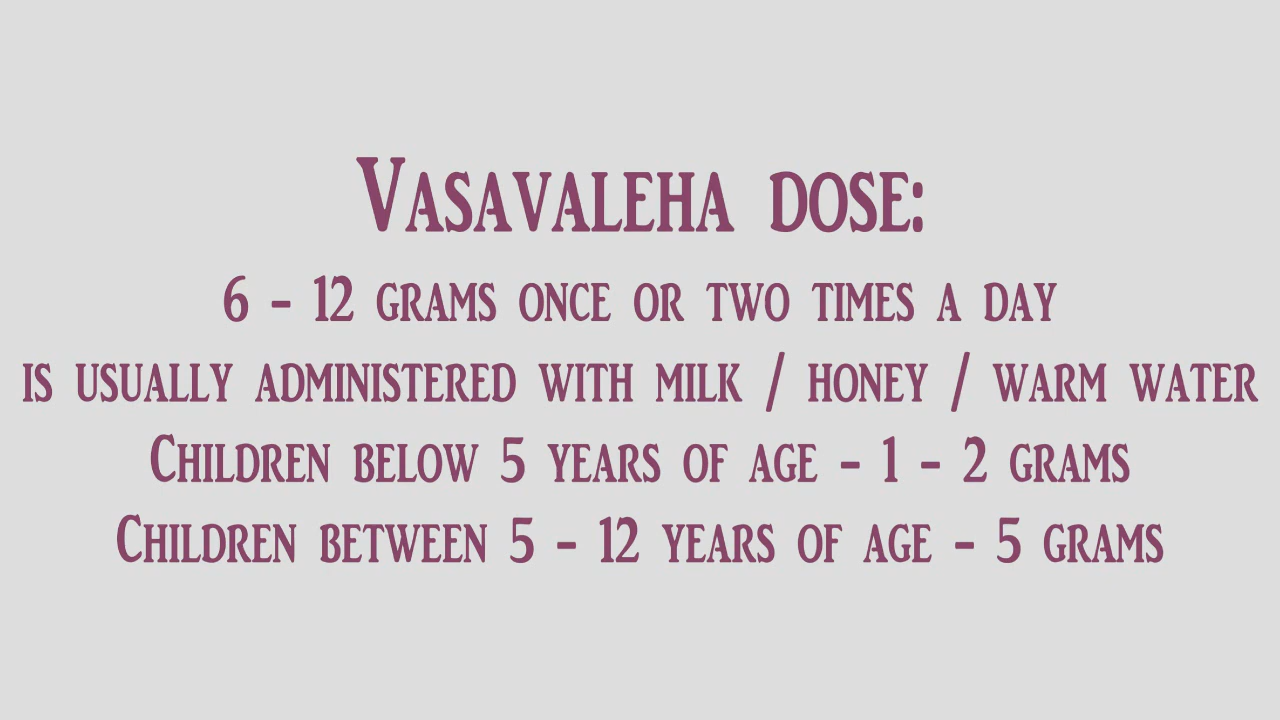 Vasavaleha dose:
6 - 12 grams once or two times a day
is usually administered with milk / honey / warm water
Children below 5 years of age - 1 - 2 grams
Children between 5 - 12 years of age - 5 grams